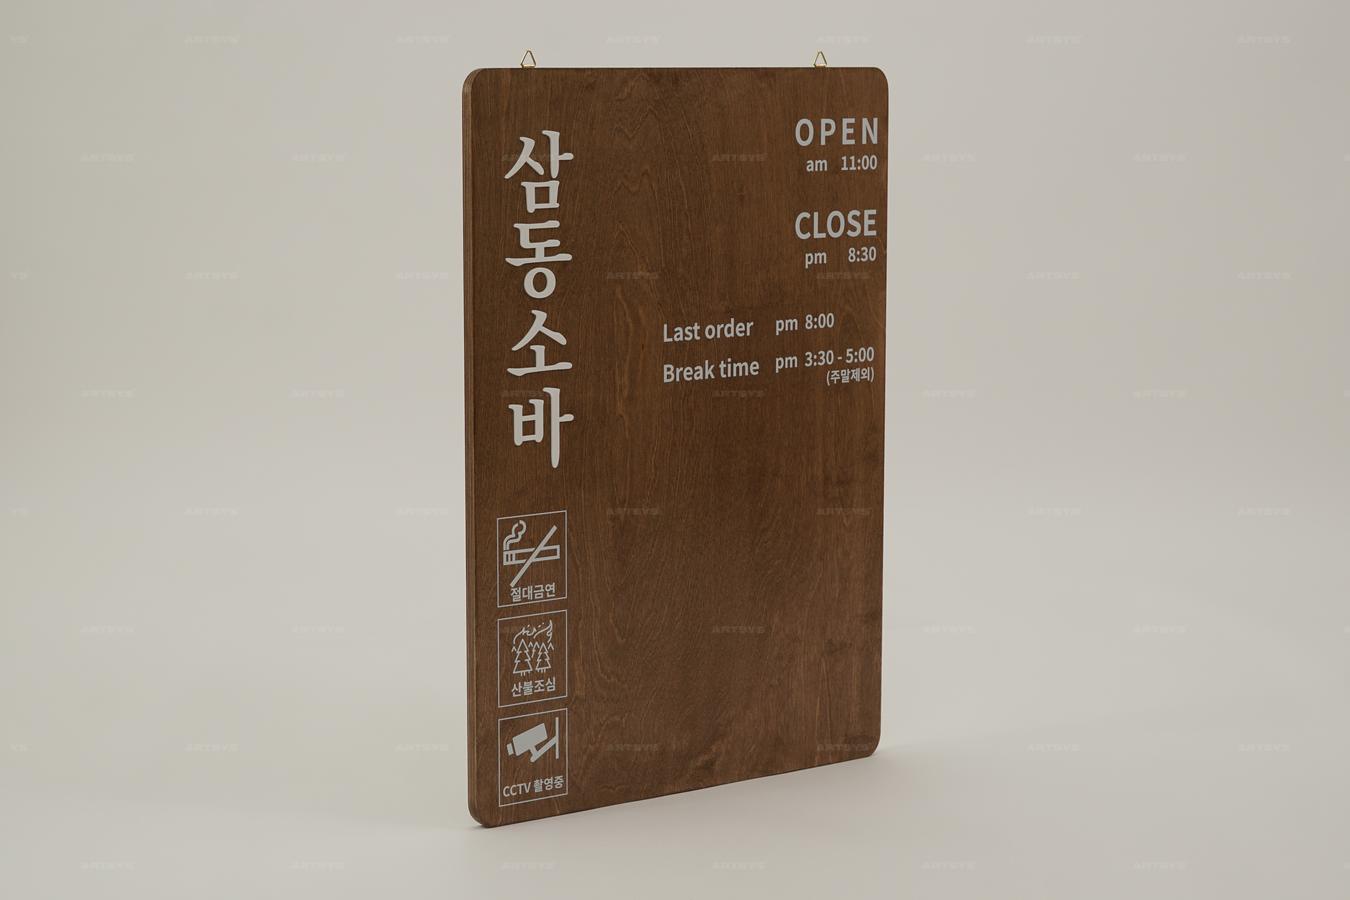 삼동소바
OPEN
am 11:00
CLOSE
pm 8:30
Last order pm 8:00
Break time pm 3:30 - 5:00
(주말제외)
절대금연
산불조심
CCTV 촬영중
ARTSYS